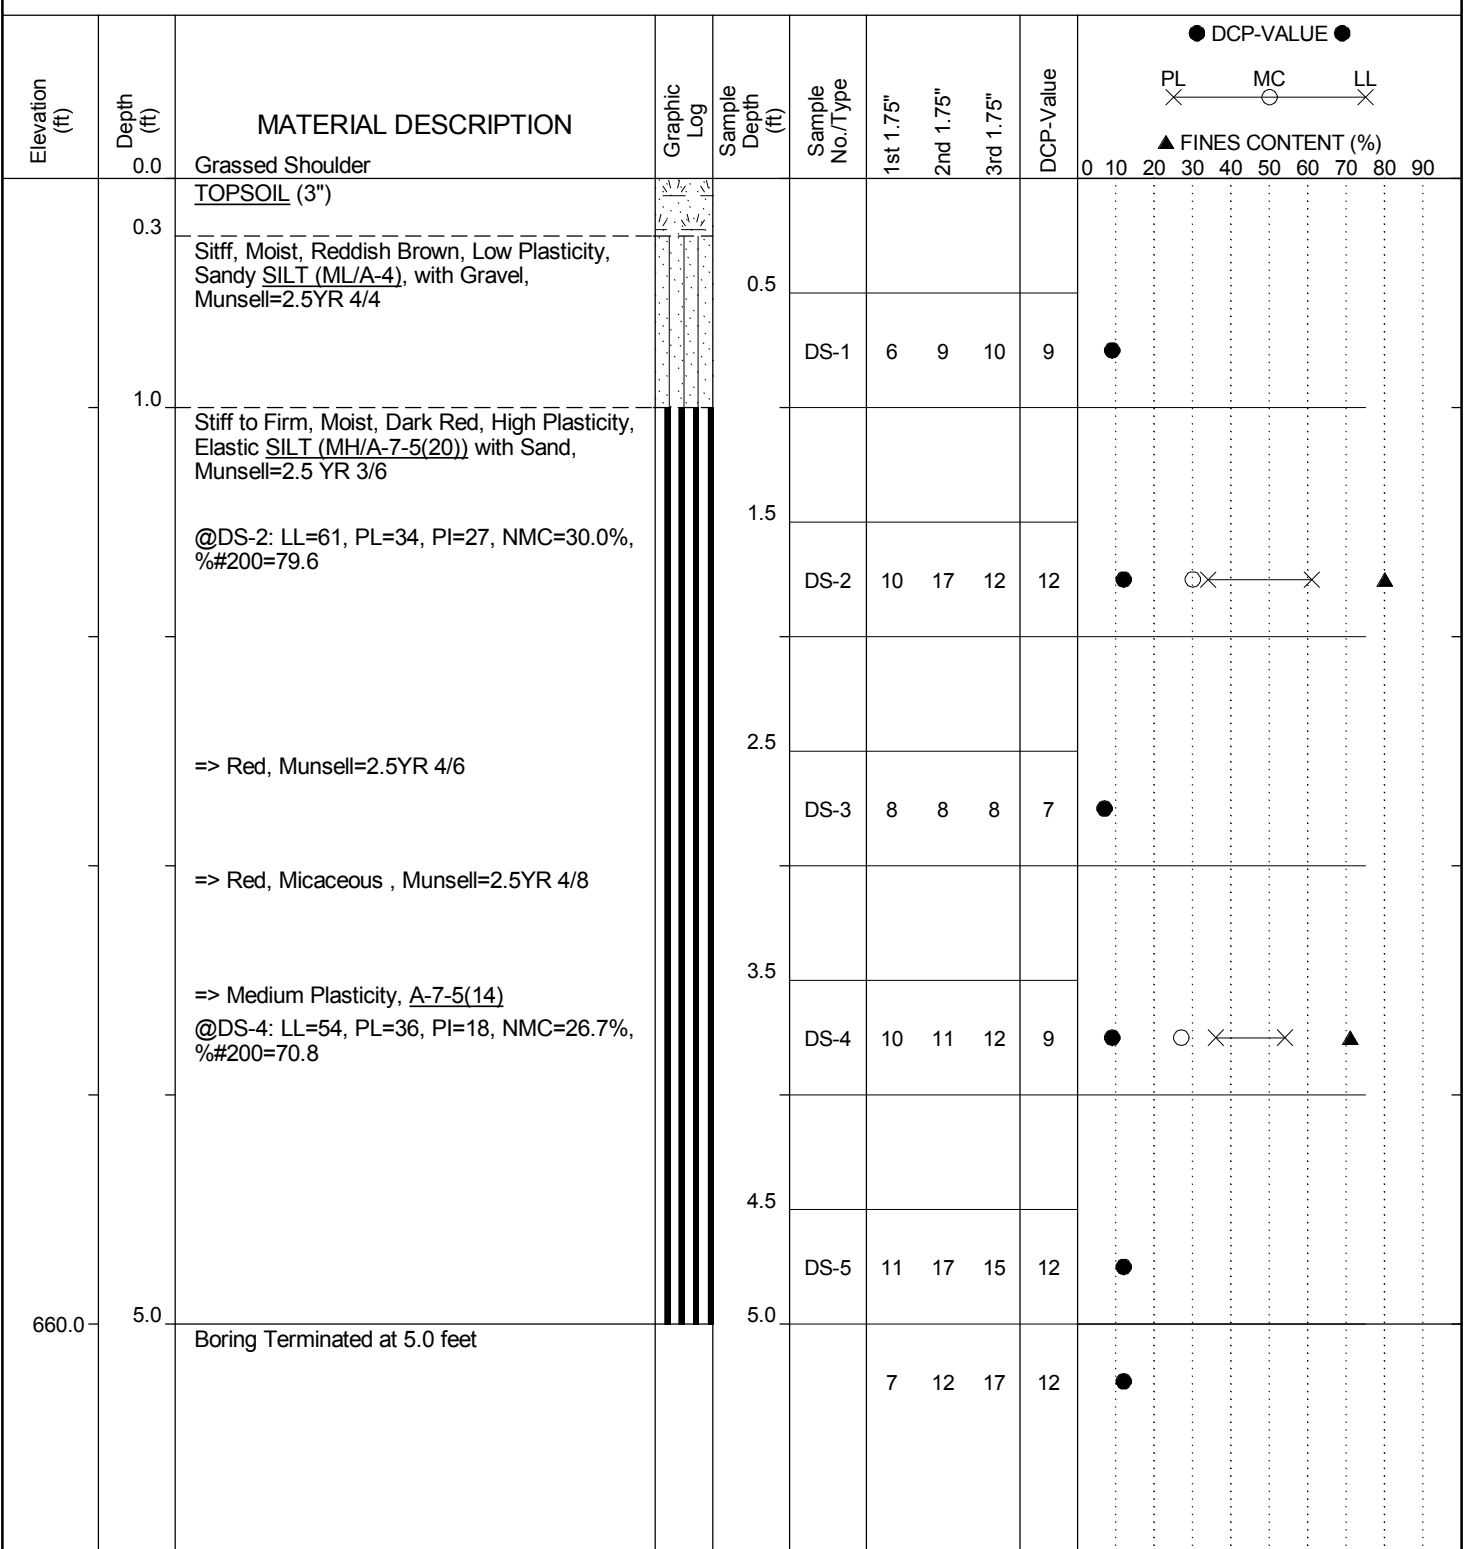 ● DCP-VALUE ●
PL MC LL
▲ FINES CONTENT (%)
0 10 20 30 40 50 60 70 80 90
Elevation
(ft)
Depth
(ft)
MATERIAL DESCRIPTION
Graphic
Log
Sample
Depth
(ft)
Sample
No./Type
1st 1.75"
2nd 1.75"
3rd 1.75"
DCP-Value
0.0 Grassed Shoulder
TOPSOIL (3")
0.3
Sitff, Moist, Reddish Brown, Low Plasticity,
Sandy SILT (ML/A-4), with Gravel,
Munsell=2.5YR 4/4
0.5
DS-1 6 9 10 9
1.0
Stiff to Firm, Moist, Dark Red, High Plasticity,
Elastic SILT (MH/A-7-5(20)) with Sand,
Munsell=2.5 YR 3/6
1.5
@DS-2: LL=61, PL=34, PI=27, NMC=30.0%,
%#200=79.6
DS-2 10 17 12 12
2.5
=> Red, Munsell=2.5YR 4/6
DS-3 8 8 8 7
=> Red, Micaceous , Munsell=2.5YR 4/8
3.5
=> Medium Plasticity, A-7-5(14)
@DS-4: LL=54, PL=36, PI=18, NMC=26.7%,
%#200=70.8
DS-4 10 11 12 9
4.5
DS-5 11 17 15 12
660.0 5.0 5.0
Boring Terminated at 5.0 feet
7 12 17 12